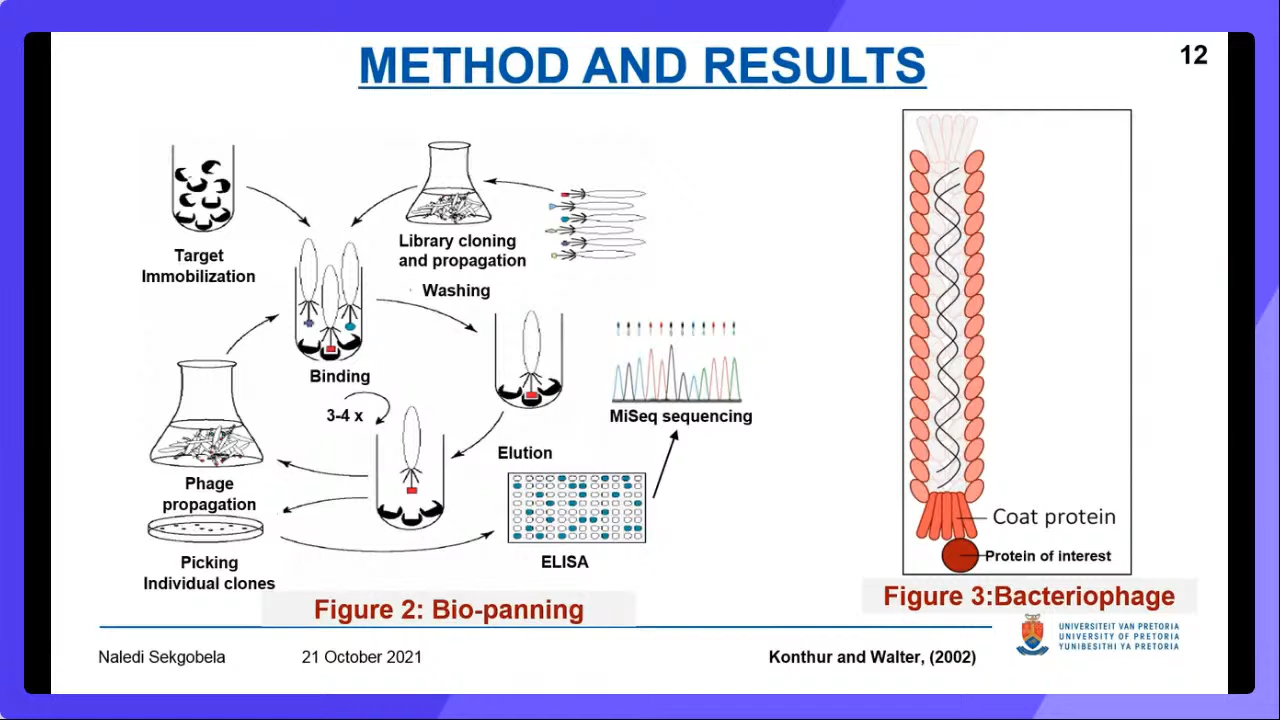 METHOD AND RESULTS
12
Target
Immobilization
Library cloning
and propagation
Washing
Binding
3-4 x
MiSeq sequencing
Elution
Phage
propagation
Picking
Individual clones
ELISA
Coat protein
Protein of interest
Figure 2: Bio-panning
Figure 3:Bacteriophage
Naledi Sekgobela
21 October 2021
Konthur and Walter, (2002)
UNIVERSITEIT VAN PRETORIA
UNIVERSITY OF PRETORIA
YUNIBESITHI YA PRETORIA